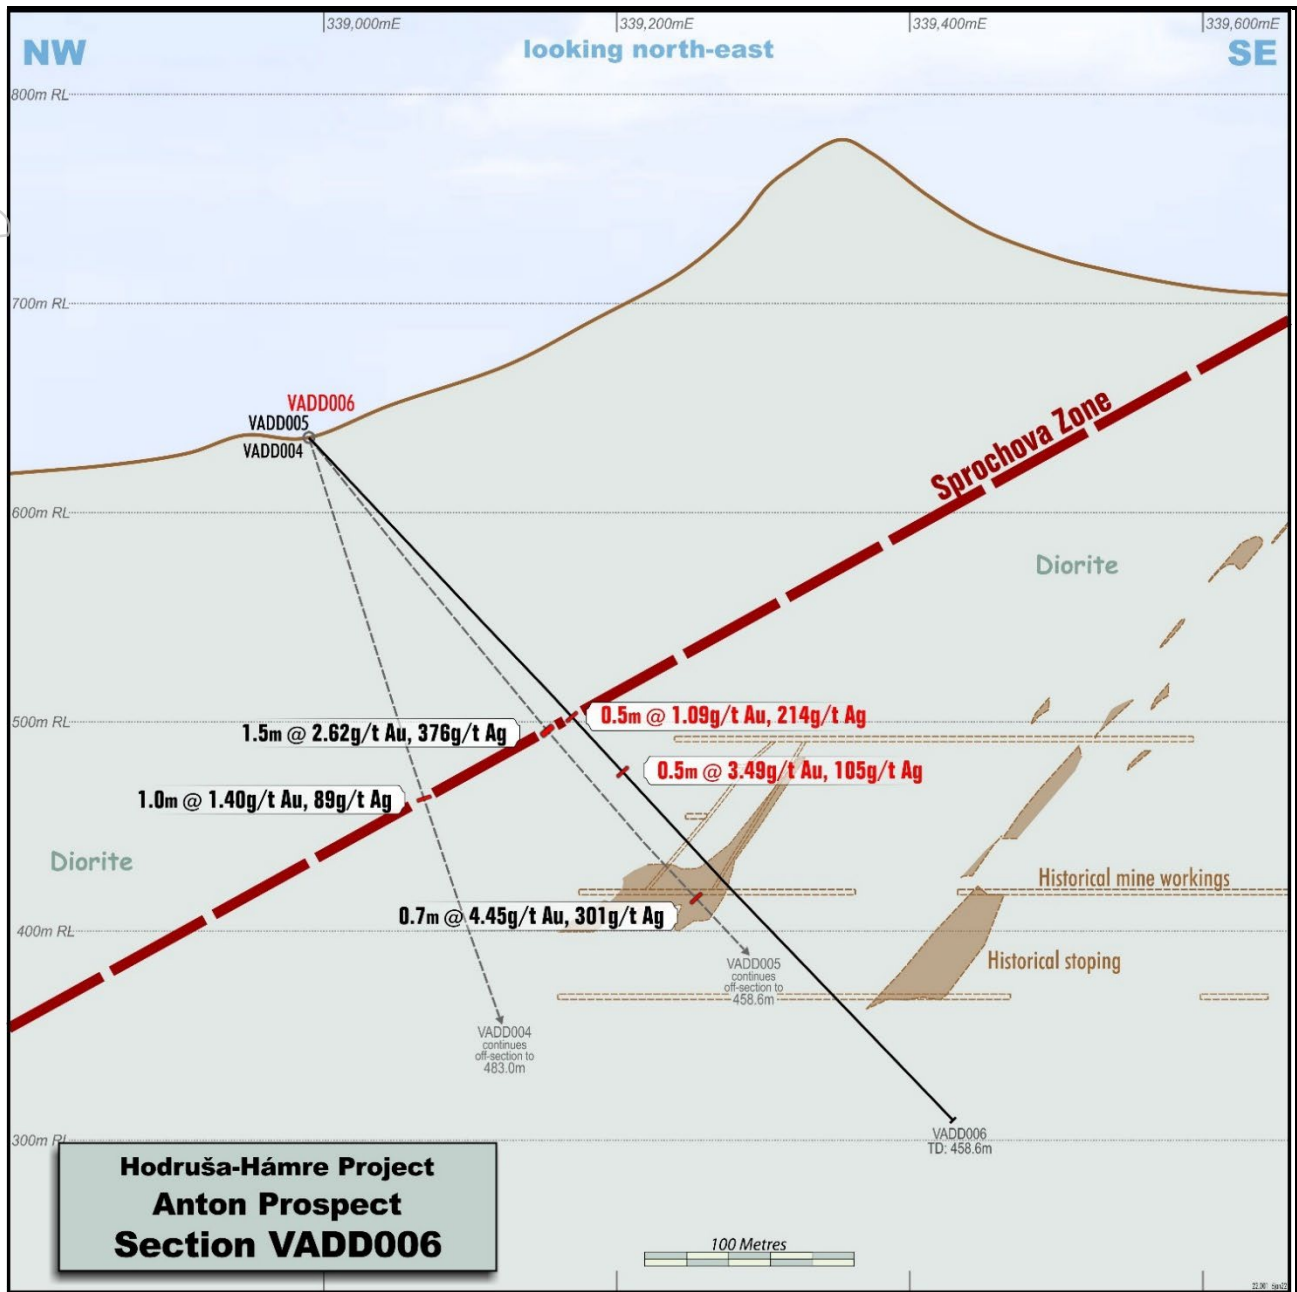 339,000mE
339,200mE
339,400mE
339,600mE
NW
looking north-east
SE
800m RL
700m RL
VADD006
VADD005
VADD004
Sprochova Zone
600m RL
Diorite
500m RL
0.5m @ 1.09g/t Au, 214g/t Ag
1.5m @ 2.62g/t Au, 376g/t Ag
0.5m @ 3.49g/t Au, 105g/t Ag
1.0m @ 1.40g/t Au, 89g/t Ag
Diorite
Historical mine workings
0.7m @ 4.45g/t Au, 301g/t Ag
400m RL
Historical stoping
VADD005
continues
off-section to
458.6m
VADD004
continues
off-section to
483.0m
VADD006
TD: 458.6m
300m RL
Hodruša-Hámre Project
Anton Prospect
Section VADD006
100 Metres